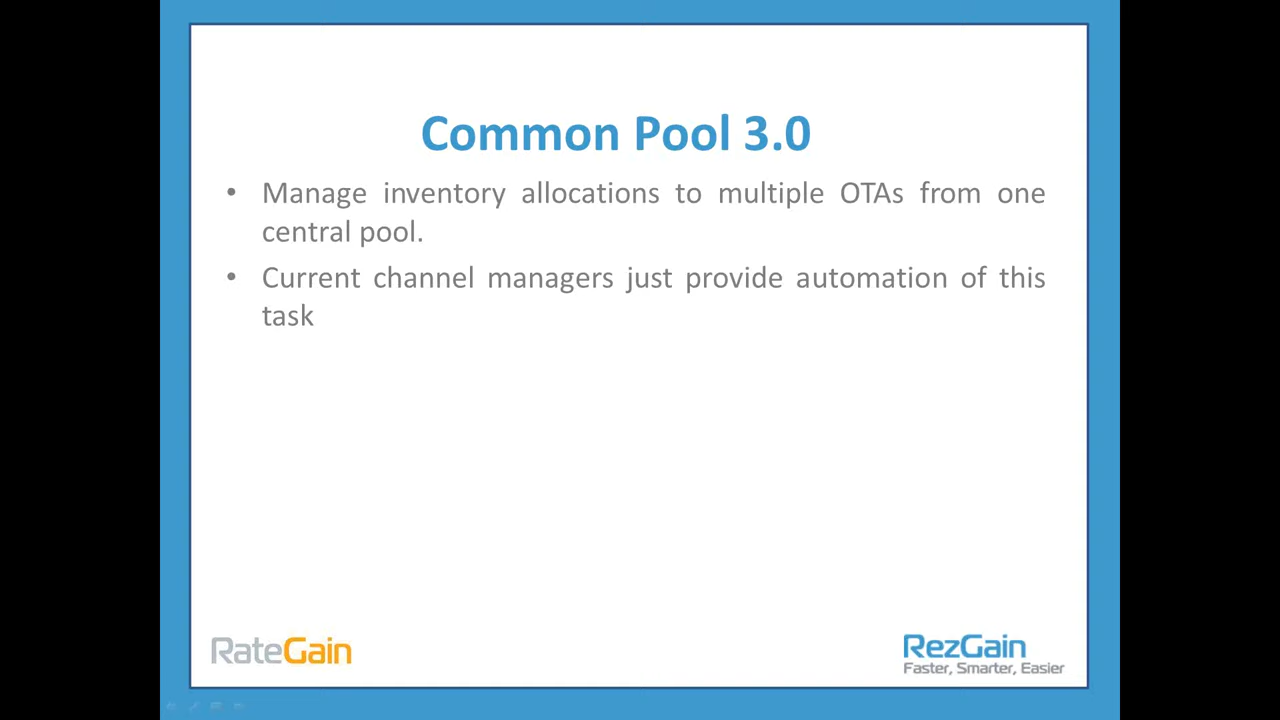 Common Pool 3.0
• Manage inventory allocations to multiple OTAs from one
central pool.
• Current channel managers just provide automation of this
task
RateGain
RezGain
Faster, Smarter, Easier